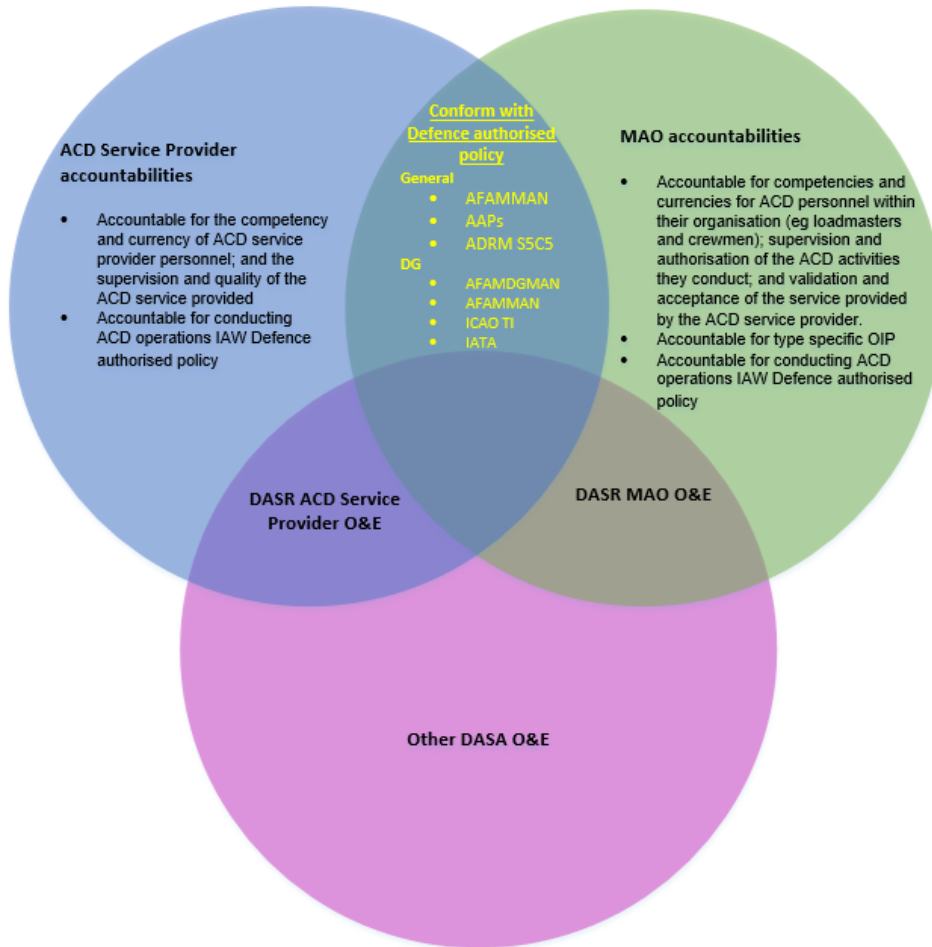 ACD Service Provider
accountabilities
• Accountable for the competency
and currency of ACD service
provider personnel; and the
supervision and quality of the
ACD service provided
• Accountable for conducting
ACD operations IAW Defence
authorised policy
Conform with
Defence authorised
policy
General
• AFAMMAN
• AAPs
• ADRM S5C5
DG
• AFAMDGMAN
• AFAMMAN
• ICAO TI
• IATA
MAO accountabilities
• Accountable for competencies and
currencies for ACD personnel within
their organisation (eg loadmasters
and crewmen); supervision and
authorisation of the ACD activities
they conduct; and validation and
acceptance of the service provided
by the ACD service provider.
• Accountable for type specific OIP
• Accountable for conducting ACD
operations IAW Defence authorised
policy
DASR ACD Service
Provider O&E
DASR MAO O&E
Other DASA O&E